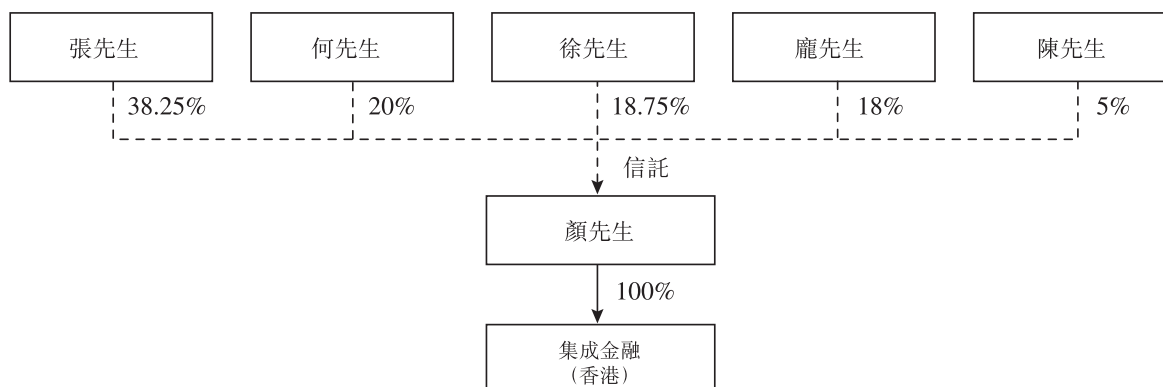 張先生
何先生
徐先生
龐先生
陳先生
38.25%
20%
18.75%
18%
5%
信託
顏先生
100%
集成金融
（香港）